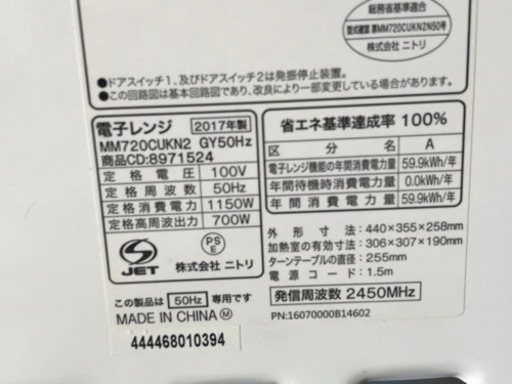 総務省基準適合
型式確認 第MM720CUKN2N50号
株式会社 ニトリ
●ドアスイッチ1、及びドアスイッチ2は発振停止装置。
●この回路図は基本回路図であり、改良により一部変更している場合が
電子レンジ 2017年製
MM720CUKN2 GY50Hz
商品CD:8971524
定格電圧 100V
定格周波数 50Hz
定格消費電力 1150W
定格高周波出力 700W
PS
E
JET
株式会社 ニトリ
この製品は 50Hz 専用です
MADE IN CHINA Ⓜ
444468010394
省エネ基準達成率 100%
区分名 A
電子レンジ機能の年間消費電力量 59.9kWh/年
年間待機時消費電力量 0.0kWh/年
年間消費電力量 59.9kWh/年
外形寸法:440×355×258mm
加熱室の有効寸法:306×307×190mm
ターンテーブルの直径:255mm
電源コード:1.5m
発信周波数 2450MHz
PN:16070000B14602